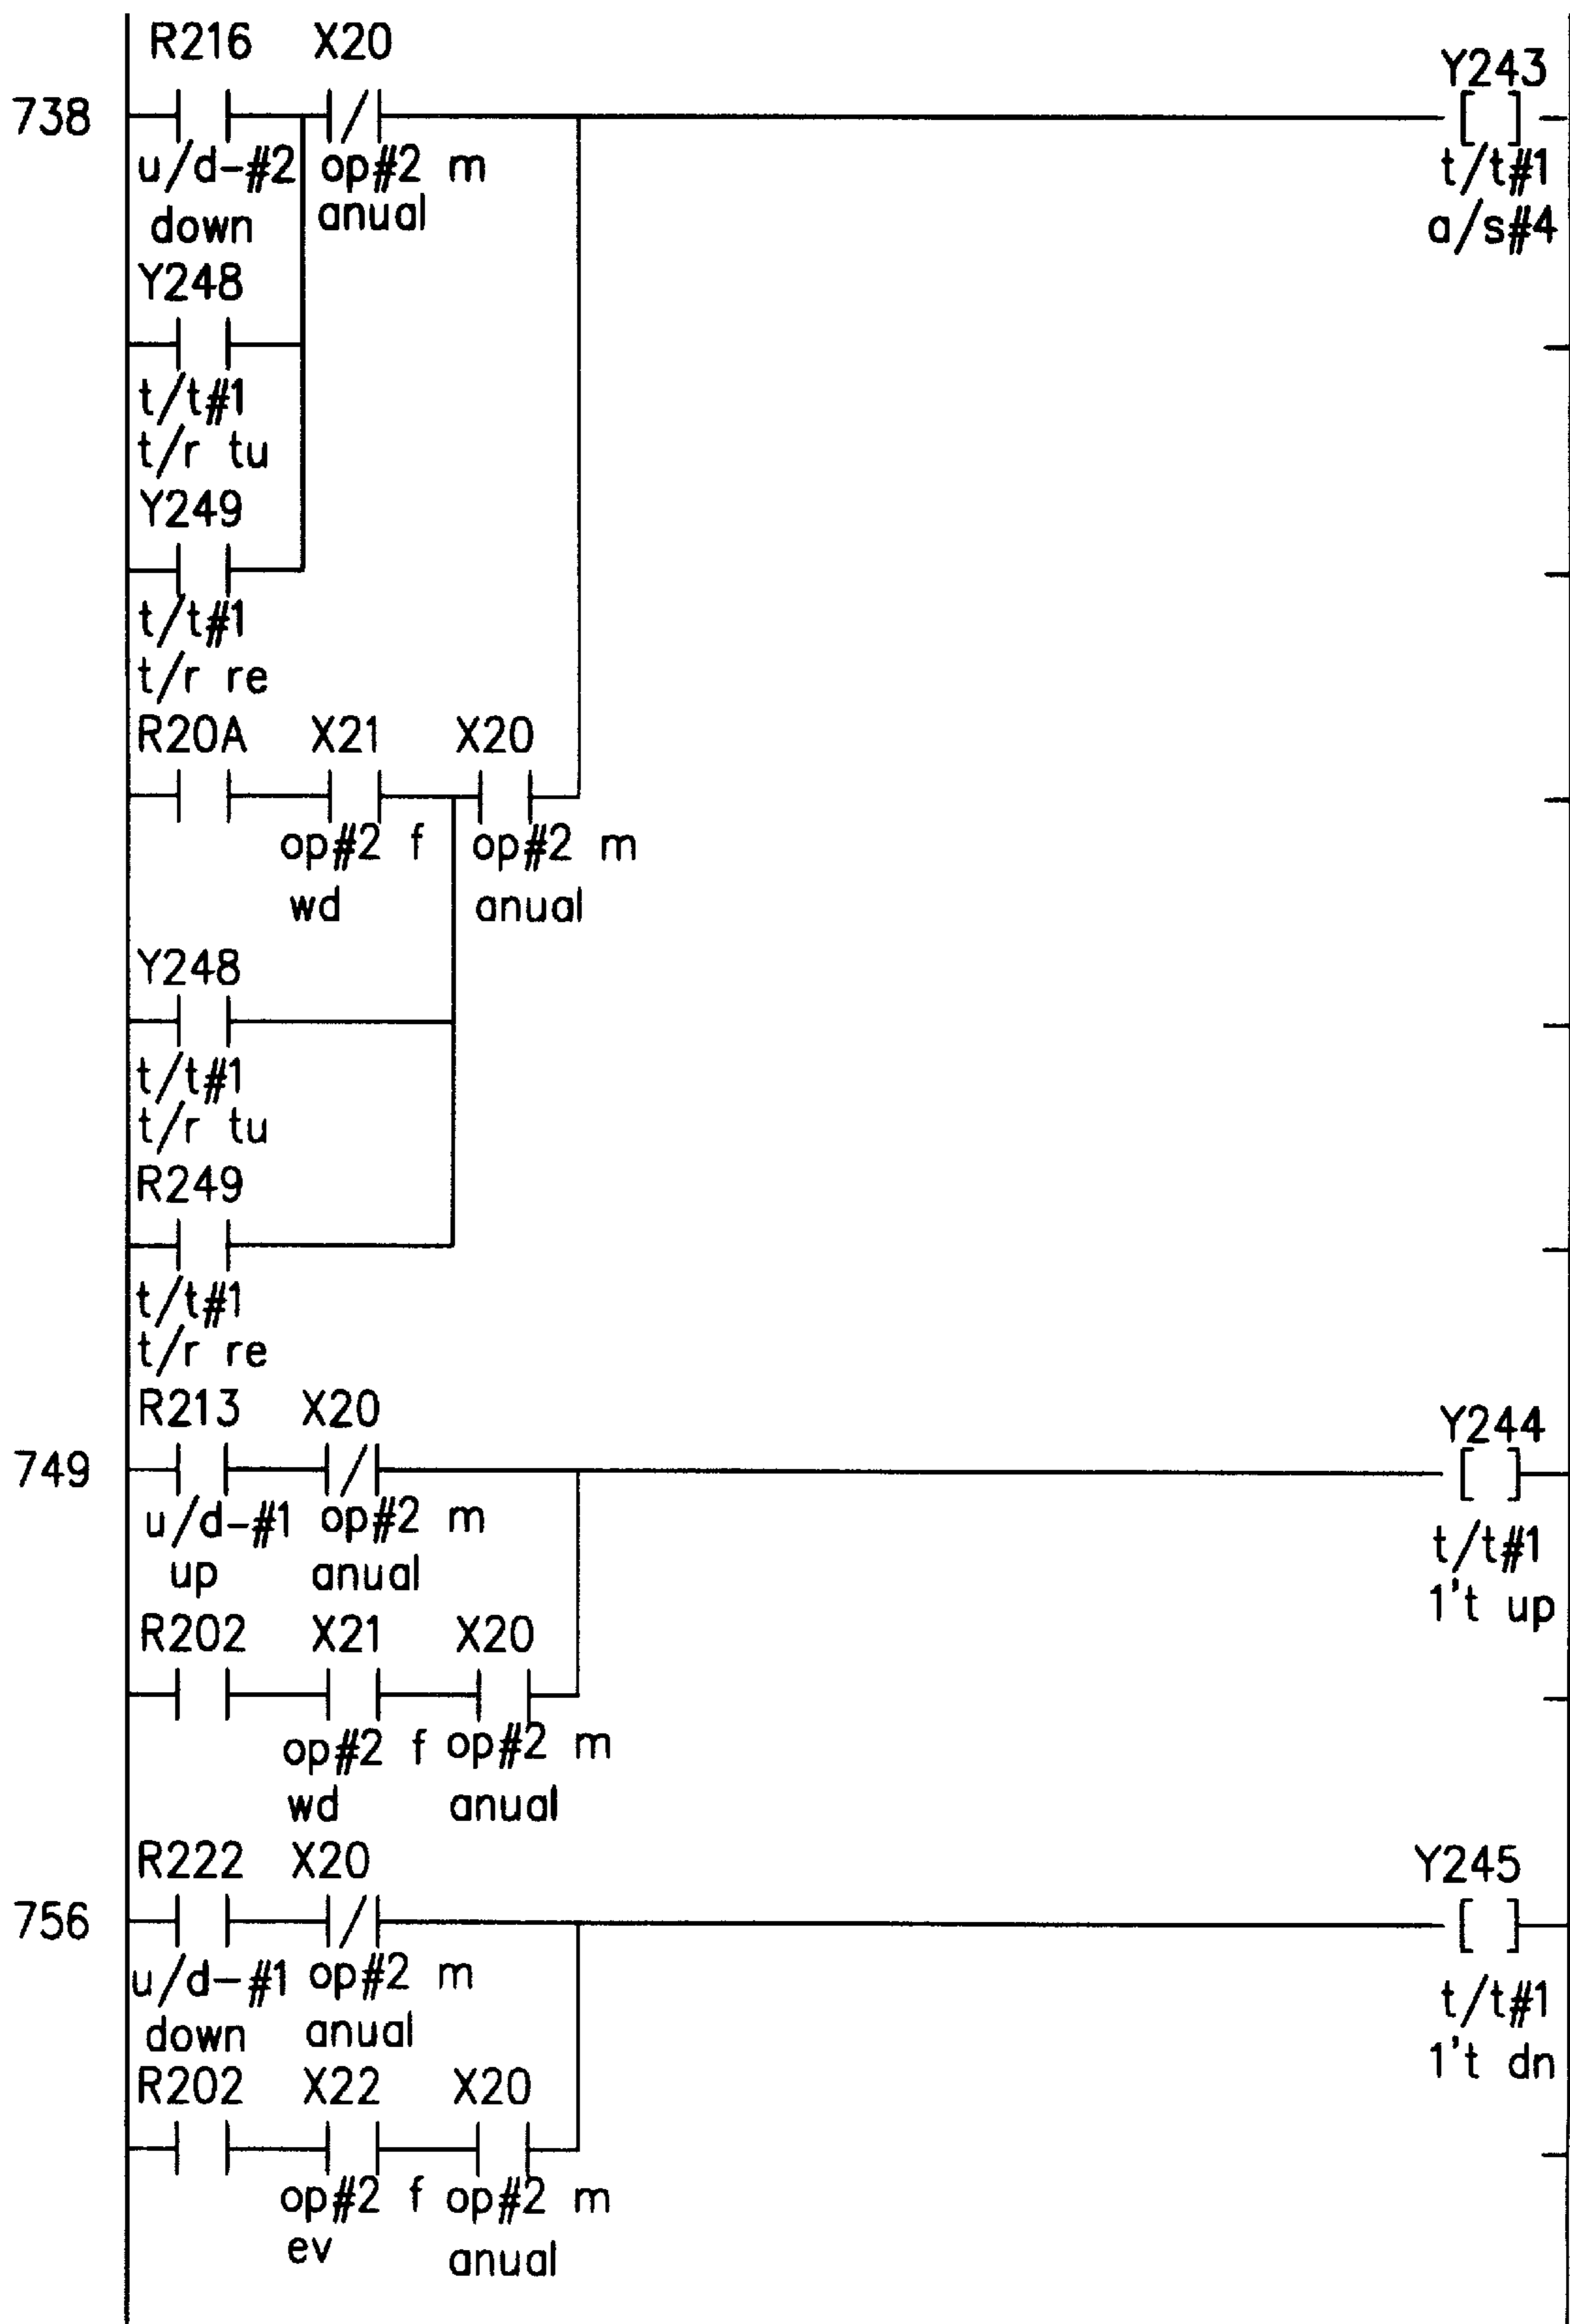 R216 X20 Y243
738
u/d-#2 op#2 m t/t#1
down anual a/s#4
Y248
t/t#1
t/r tu
Y249
t/t#1
t/r re
R20A X21 X20
op#2 f op#2 m
wd anual
Y248
t/t#1
t/r tu
R249
t/t#1
t/r re
R213 X20 Y244
749
u/d-#1 op#2 m t/t#1
up anual 1't up
R202 X21 X20
op#2 f op#2 m
wd anual
R222 X20 Y245
756
u/d-#1 op#2 m t/t#1
down anual 1't dn
R202 X22 X20
op#2 f op#2 m
ev anual